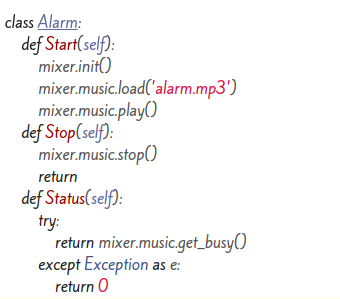 class Alarm:
    def Start(self):
        mixer.init()
        mixer.music.load('alarm.mp3')
        mixer.music.play()
    def Stop(self):
        mixer.music.stop()
        return
    def Status(self):
        try:
            return mixer.music.get_busy()
        except Exception as e:
            return 0